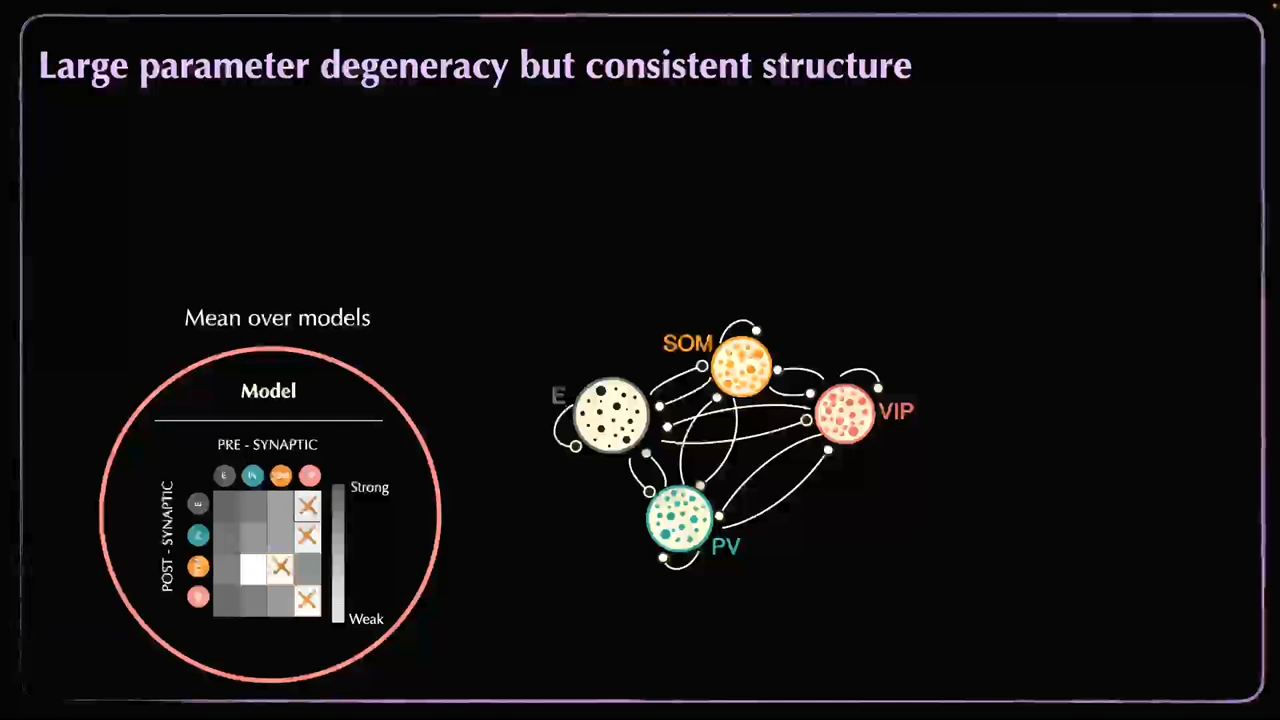 Large parameter degeneracy but consistent structure
Mean over models
Model
PRE - SYNAPTIC
POST - SYNAPTIC
E
E
Strong
Weak
SOM
E
VIP
PV